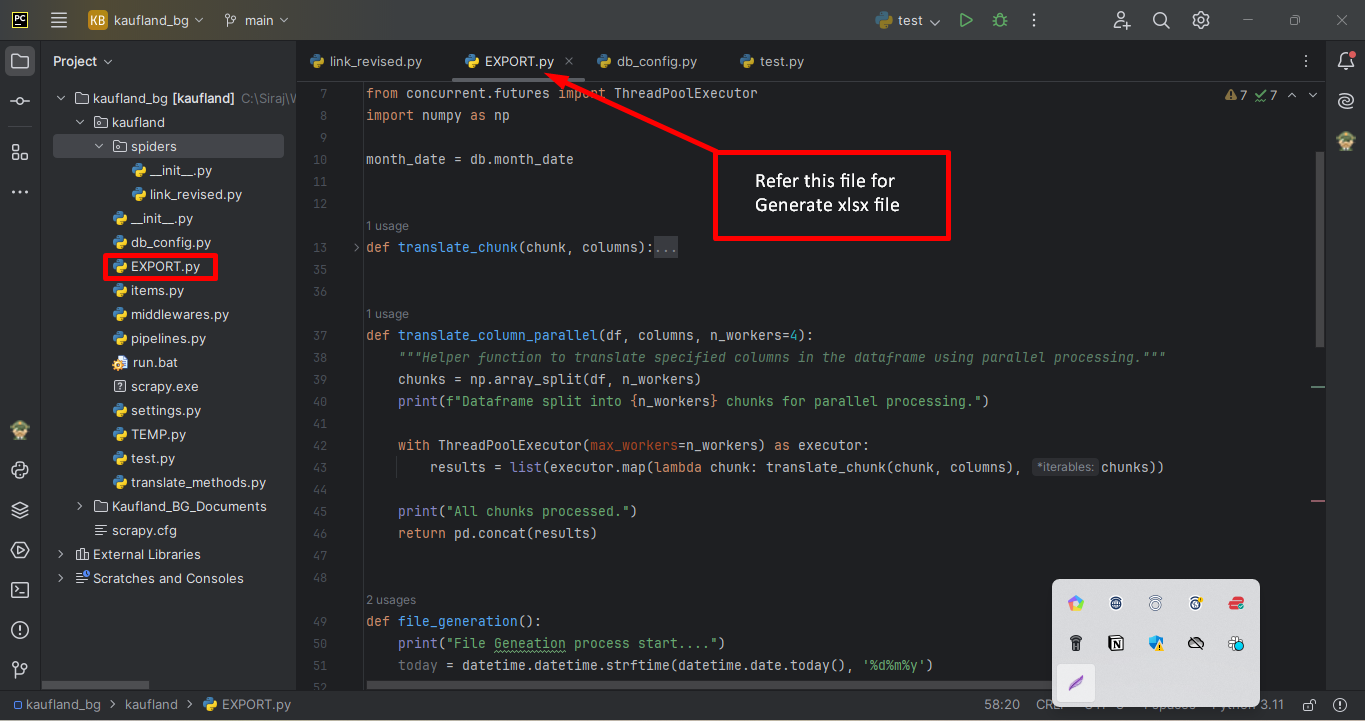 PC
KB kaufland_bg
main
test
Project
link_revised.py
EXPORT.py
db_config.py
test.py
kaufland_bg [kaufland] C:\Siraj\W
kaufland
spiders
__init__.py
link_revised.py
__init__.py
db_config.py
EXPORT.py
items.py
middlewares.py
pipelines.py
run.bat
scrapy.exe
settings.py
TEMP.py
test.py
translate_methods.py
Kaufland_BG_Documents
scrapy.cfg
External Libraries
Scratches and Consoles
7 7
7 from concurrent.futures import ThreadPoolExecutor
8 import numpy as np
9
10 month_date = db.month_date
11
12
1 usage
13 def translate_chunk(chunk, columns):...
35
36
1 usage
37 def translate_column_parallel(df, columns, n_workers=4):
38 """Helper function to translate specified columns in the dataframe using parallel processing."""
39 chunks = np.array_split(df, n_workers)
40 print(f"Dataframe split into {n_workers} chunks for parallel processing.")
41
42 with ThreadPoolExecutor(max_workers=n_workers) as executor:
43 results = list(executor.map(lambda chunk: translate_chunk(chunk, columns), *iterables: chunks))
44
45 print("All chunks processed.")
46 return pd.concat(results)
47
48
2 usages
49 def file_generation():
50 print("File Geneation process start....")
51 today = datetime.datetime.strftime(datetime.date.today(), '%d%m%y')
52
Refer this file for
Generate xlsx file
kaufland_bg > kaufland > EXPORT.py
58:20
3.11